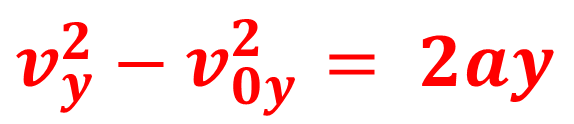 $v_y^2 - v_{0y}^2 = 2ay$